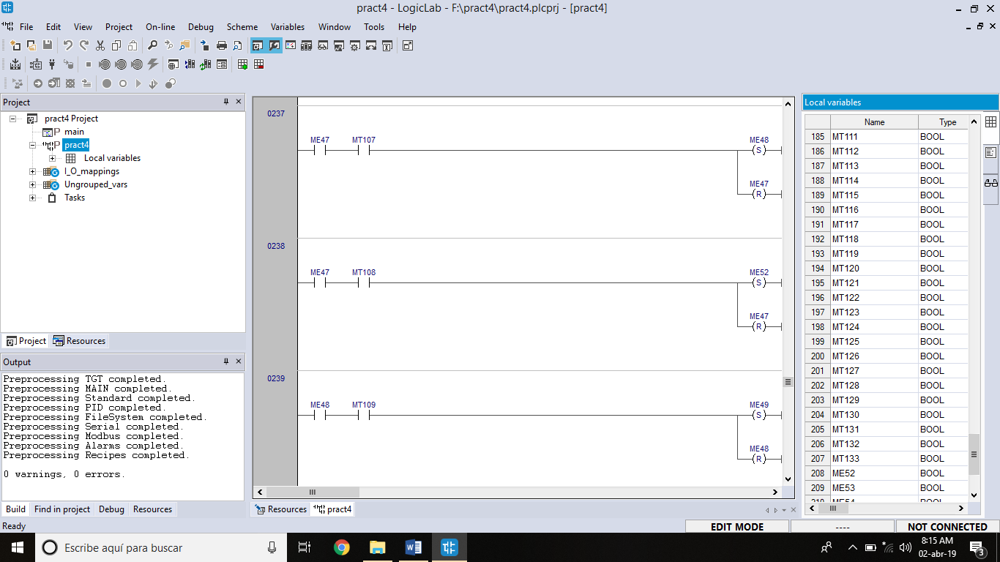 pract4 - LogicLab - F:\pract4\pract4.plcprj - [pract4]
File Edit View Project On-line Debug Scheme Variables Window Tools Help
Project
pract4 Project
main
pract4
Local variables
I_O_mappings
Ungrouped_vars
Tasks
Project Resources
Output
Preprocessing TGT completed.
Preprocessing MAIN completed.
Preprocessing Standard completed.
Preprocessing PID completed.
Preprocessing FileSystem completed.
Preprocessing Serial completed.
Preprocessing Modbus completed.
Preprocessing Alarms completed.
Preprocessing Recipes completed.
0 warnings, 0 errors.
Build Find in project Debug Resources
0237
ME47 MT107 ME48
S
ME47
R
0238
ME47 MT108 ME52
S
ME47
R
0239
ME48 MT109 ME49
S
ME48
R
Resources pract4
Local variables
Name Type
185 MT111 BOOL
186 MT112 BOOL
187 MT113 BOOL
188 MT114 BOOL
189 MT115 BOOL
190 MT116 BOOL
191 MT117 BOOL
192 MT118 BOOL
193 MT119 BOOL
194 MT120 BOOL
195 MT121 BOOL
196 MT122 BOOL
197 MT123 BOOL
198 MT124 BOOL
199 MT125 BOOL
200 MT126 BOOL
201 MT127 BOOL
202 MT128 BOOL
203 MT129 BOOL
204 MT130 BOOL
205 MT131 BOOL
206 MT132 BOOL
207 MT133 BOOL
208 ME52 BOOL
209 ME53 BOOL
210 ME54 BOOL
Ready
EDIT MODE ---- NOT CONNECTED
Escribe aquí para buscar
8:15 AM
02-abr-19
3